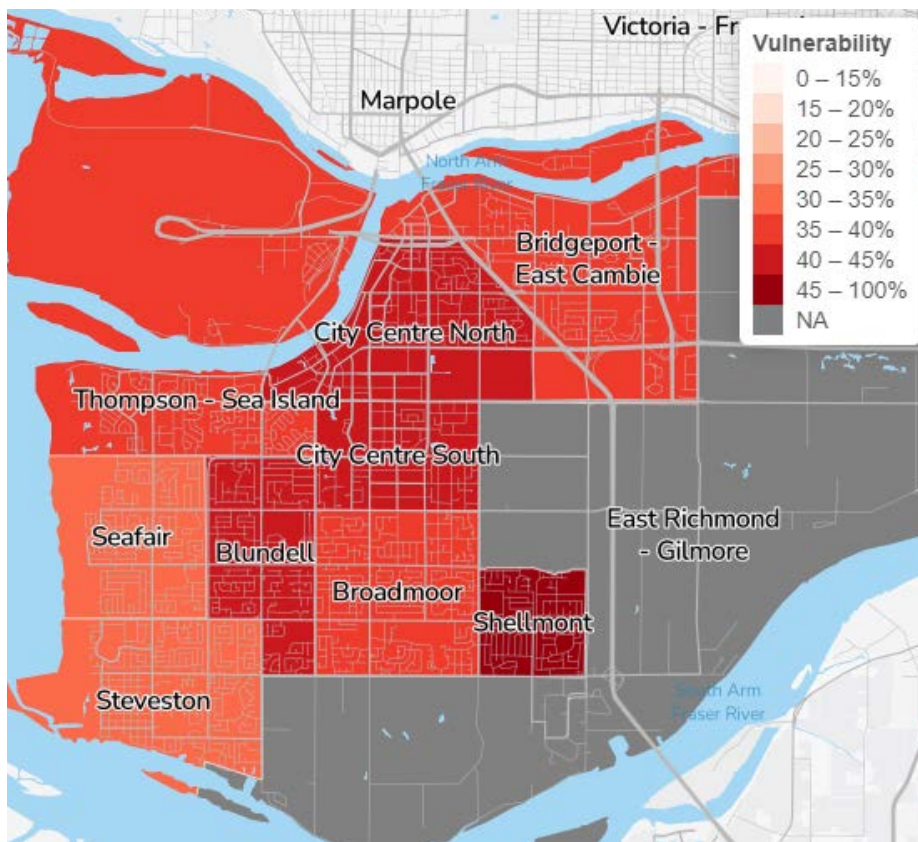 Victoria - Fr
Vulnerability
0 – 15%
15 – 20%
20 – 25%
25 – 30%
30 – 35%
35 – 40%
40 – 45%
45 – 100%
NA
Marpole
North Arm
Fraser River
Bridgeport -
East Cambie
City Centre North
Thompson - Sea Island
City Centre South
Seafair
Blundell
East Richmond
- Gilmore
Broadmoor
Shellmont
Steveston
South Arm
Fraser River